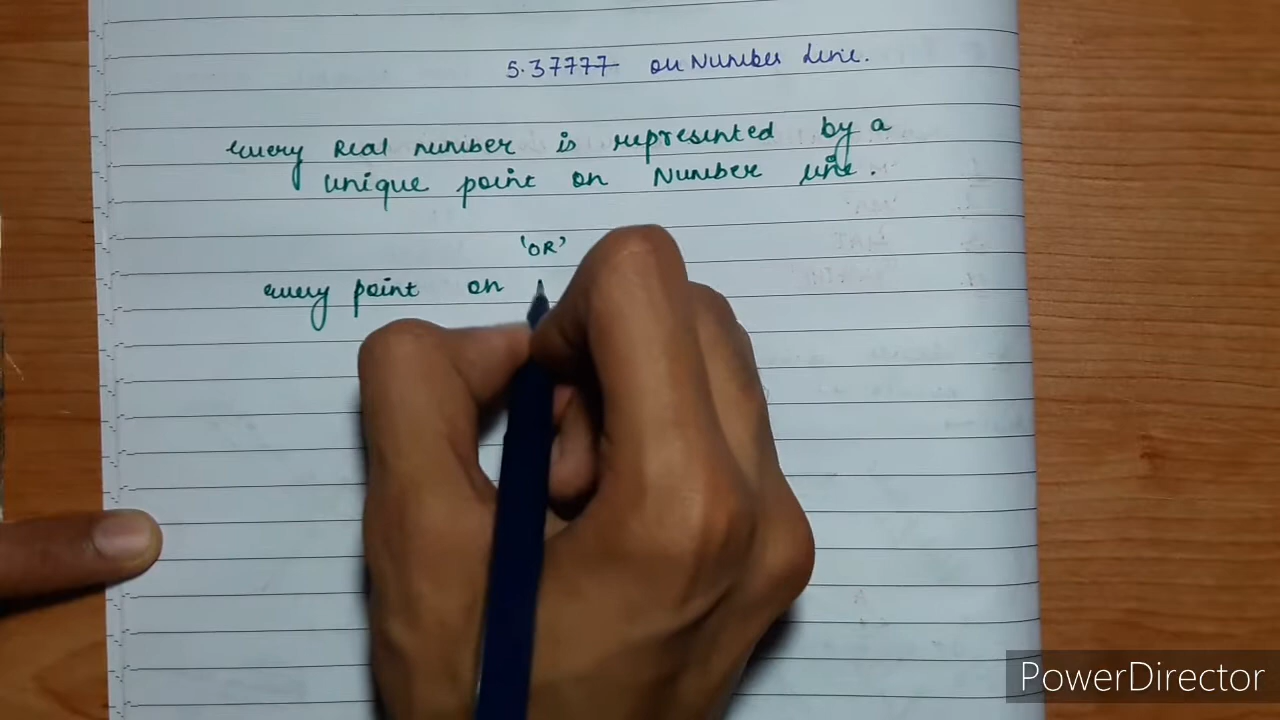 5.37777 on Number Line.
every Real number is represented by a
unique point on Number line.
'OR'
every point on
PowerDirector